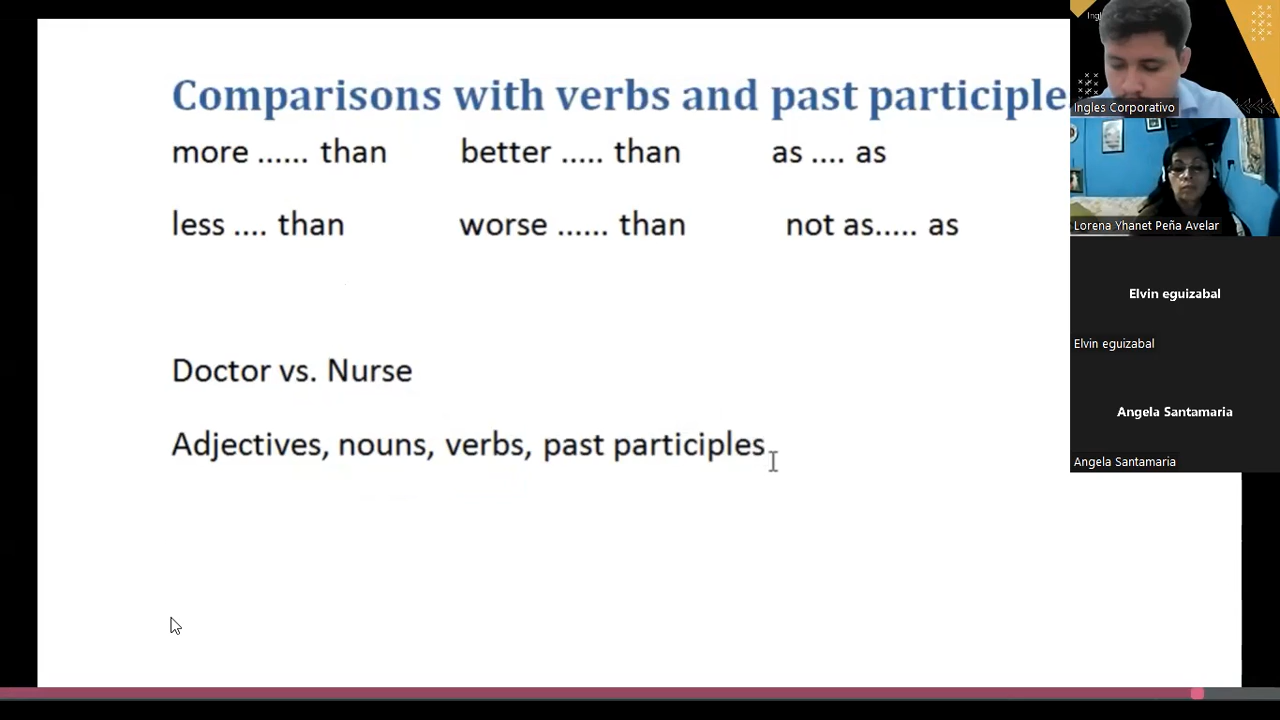 Comparisons with verbs and past participle
more ...... than better ..... than as .... as
less .... than worse ...... than not as..... as
Doctor vs. Nurse
Adjectives, nouns, verbs, past participles
Ingles Corporativo
Lorena Yhanet Peña Avelar
Elvin eguizabal
Elvin eguizabal
Angela Santamaria
Angela Santamaria